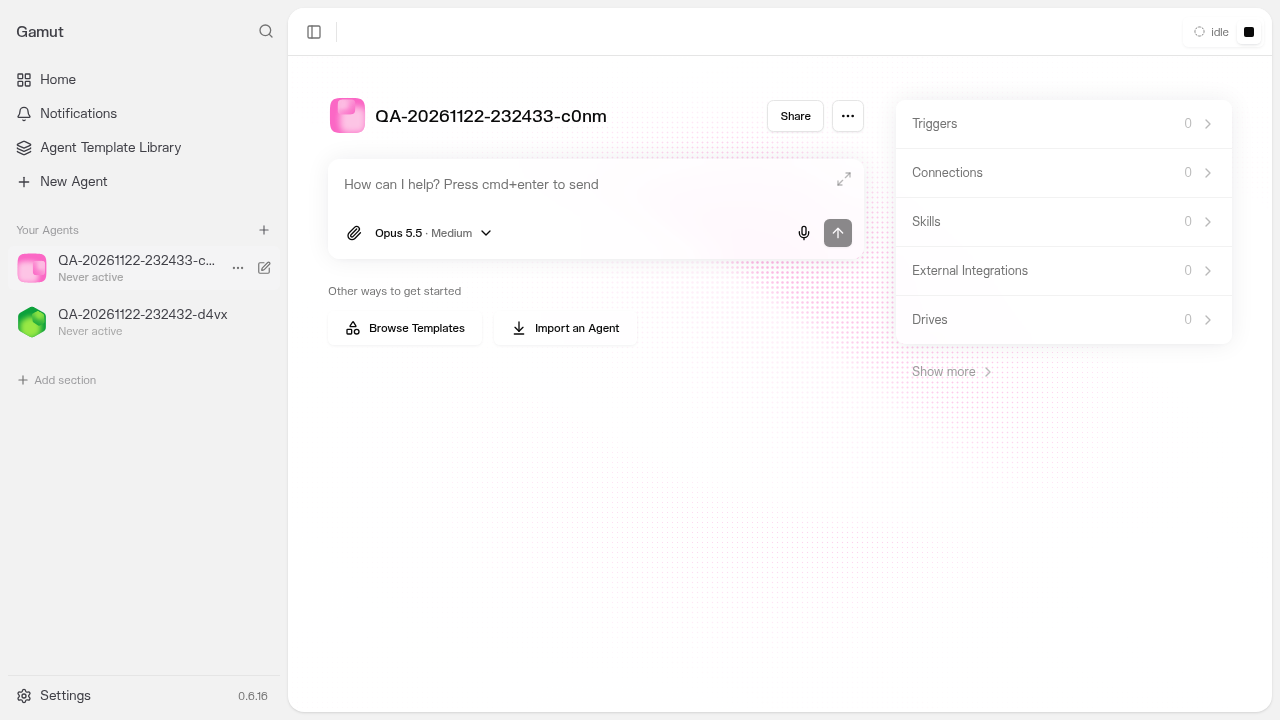 Gamut
Home
Notifications
Agent Template Library
New Agent
Your Agents
QA-20261122-232433-c...
Never active
QA-20261122-232432-d4vx
Never active
Add section
Settings
0.6.16
idle
QA-20261122-232433-c0nm
Share
How can I help? Press cmd+enter to send
Opus 5.5 · Medium
Other ways to get started
Browse Templates
Import an Agent
Triggers 0
Connections 0
Skills 0
External Integrations 0
Drives 0
Show more